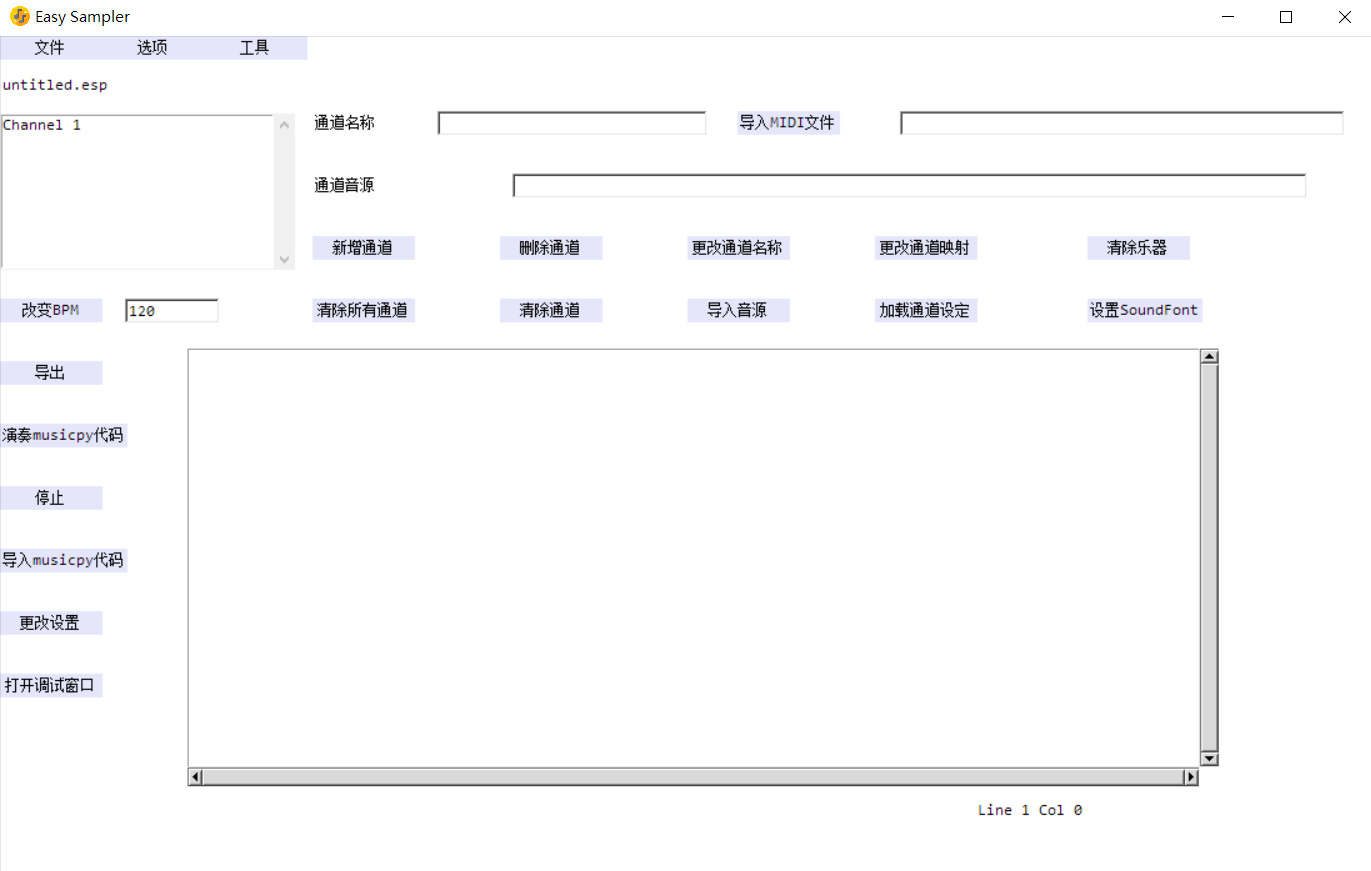 Easy Sampler
文件 选项 工具
untitled.esp
Channel 1
通道名称 导入MIDI文件
通道音源
新增通道 删除通道 更改通道名称 更改通道映射 清除乐器
改变BPM 120 清除所有通道 清除通道 导入音源 加载通道设定 设置SoundFont
导出
演奏musicpy代码
停止
导入musicpy代码
更改设置
打开调试窗口
Line 1 Col 0